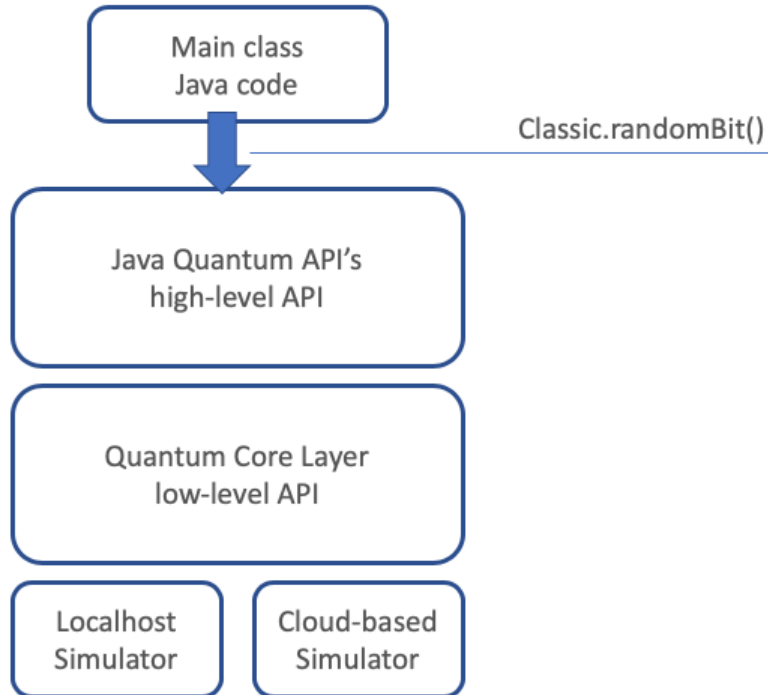 Main class
Java code
Classic.randomBit()
Java Quantum API's
high-level API
Quantum Core Layer
low-level API
Localhost
Simulator
Cloud-based
Simulator